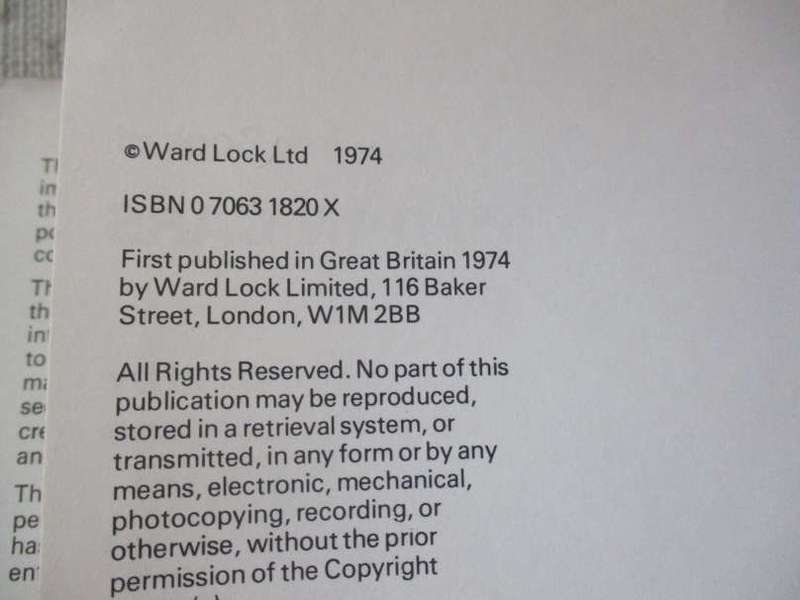 ©Ward Lock Ltd 1974
ISBN 0 7063 1820 X
First published in Great Britain 1974
by Ward Lock Limited, 116 Baker
Street, London, W1M 2BB
All Rights Reserved. No part of this
publication may be reproduced,
stored in a retrieval system, or
transmitted, in any form or by any
means, electronic, mechanical,
photocopying, recording, or
otherwise, without the prior
permission of the Copyright